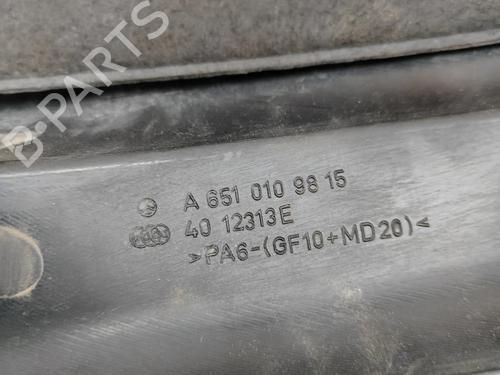 B-PARTS
A 651 010 98 15
40 12313E
>PA6-(GF10+MD20)<